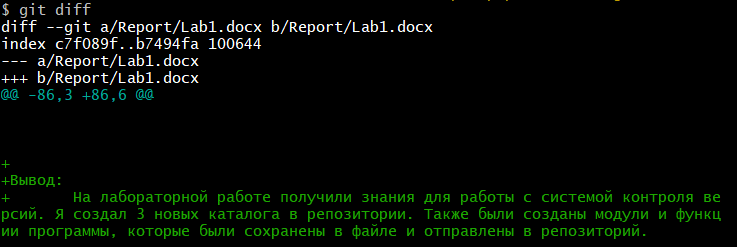 $ git diff
diff --git a/Report/Lab1.docx b/Report/Lab1.docx
index c7f089f..b7494fa 100644
--- a/Report/Lab1.docx
+++ b/Report/Lab1.docx
@@ -86,3 +86,6 @@
+
+Вывод:
+       На лабораторной работе получили знания для работы с системой контроля ве
рсий. Я создал 3 новых каталога в репозитории. Также были созданы модули и функц
ии программы, которые были сохранены в файле и отправлены в репозиторий.